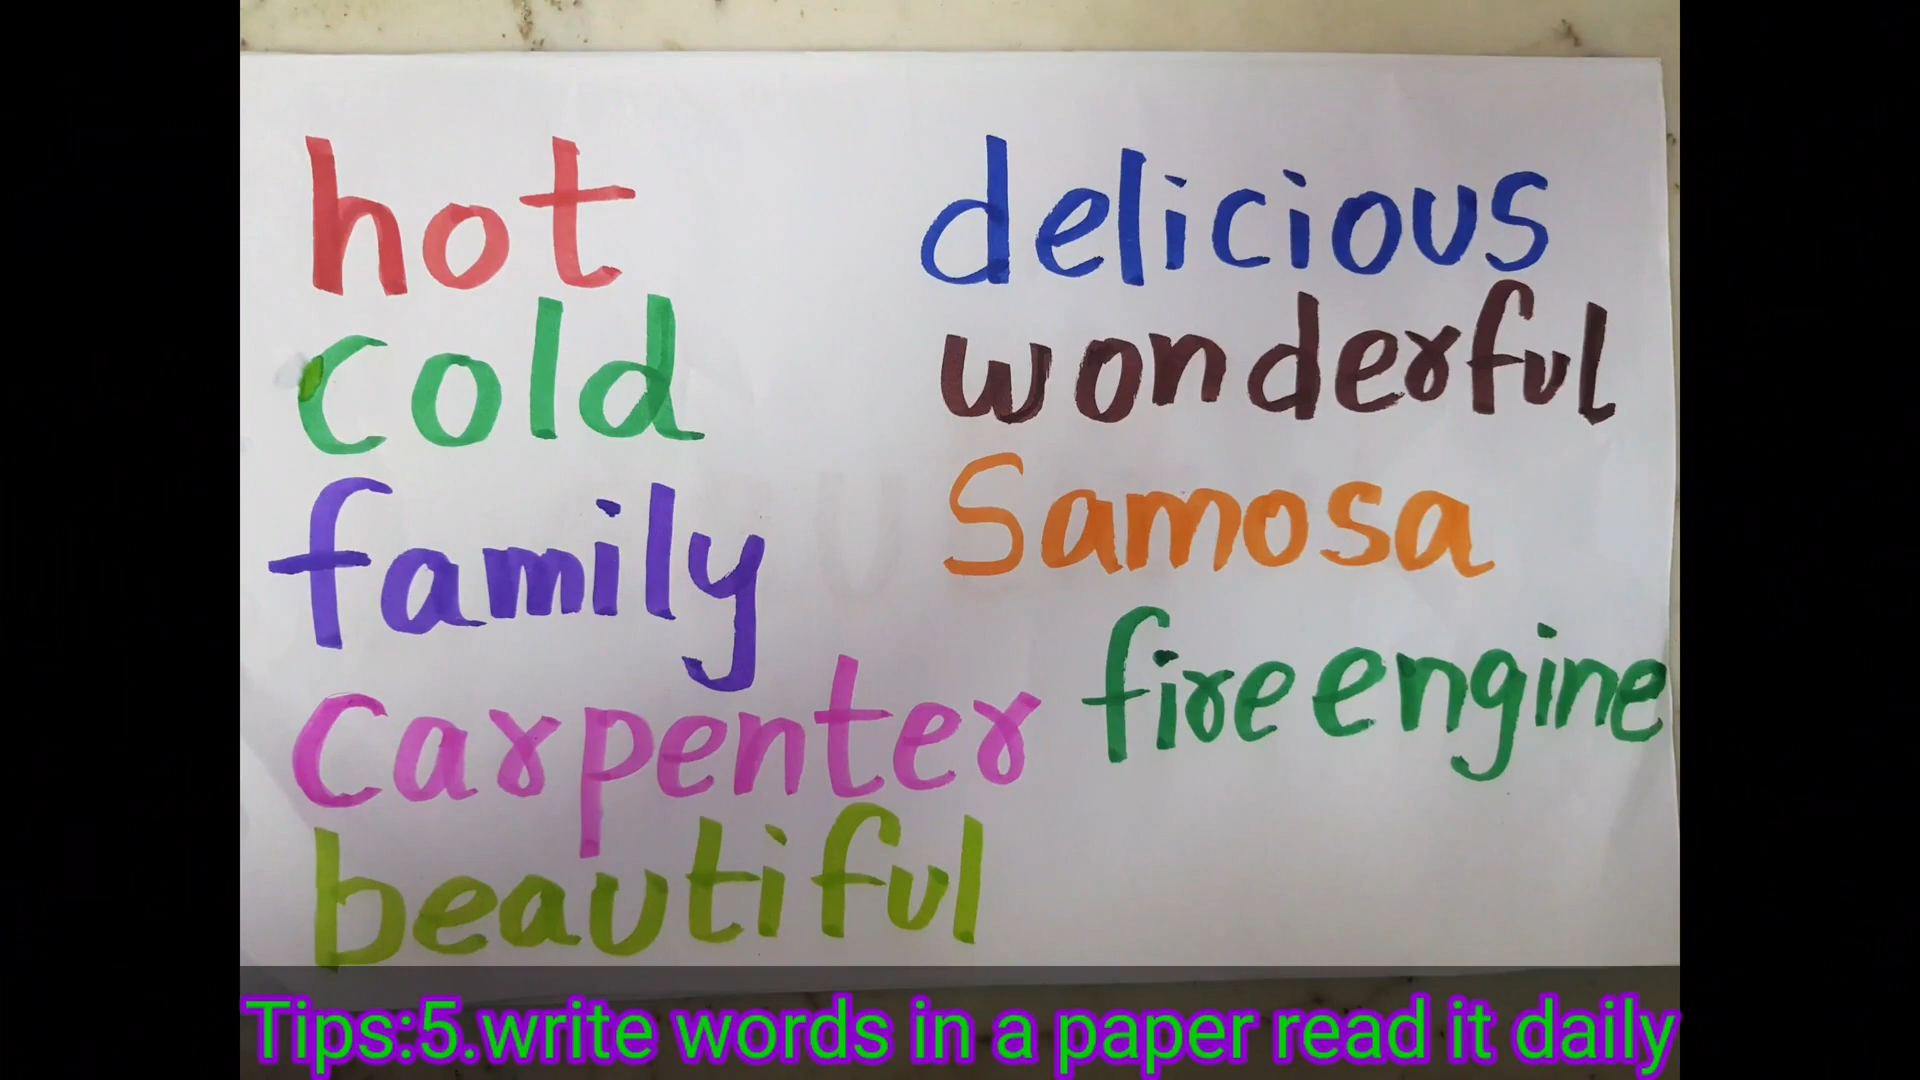 hot
cold
family
Carpenter
beautiful
delicious
wonderful
Samosa
fire engine
Tips:5.write words in a paper read it daily